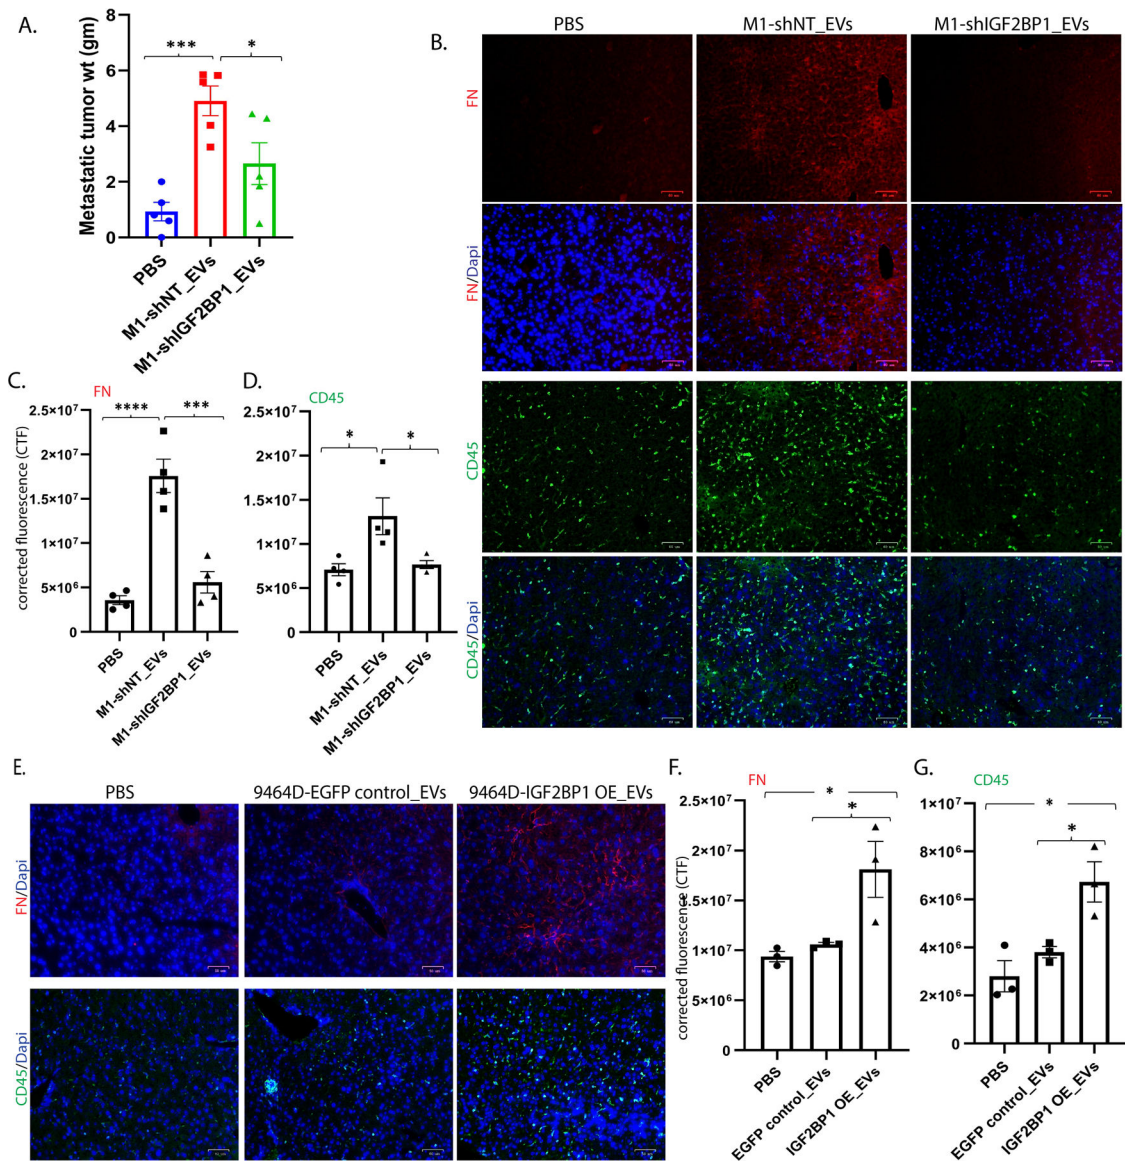 A.
Metastatic tumor wt (gm)
8
6
4
2
0
***
*
PBS
M1-shNT_EVs
M1-shIGF2BP1_EVs
B.
PBS
M1-shNT_EVs
M1-shIGF2BP1_EVs
FN
FN/Dapi
CD45
CD45/Dapi
C.
FN
corrected fluorescence (CTF)
2.5×10⁷
2×10⁷
1.5×10⁷
1×10⁷
5×10⁶
0
****
***
PBS
M1-shNT_EVs
M1-shIGF2BP1_EVs
D.
CD45
2.5×10⁷
2×10⁷
1.5×10⁷
1×10⁷
5×10⁶
0
*
*
PBS
M1-shNT_EVs
M1-shIGF2BP1_EVs
E.
PBS
9464D-EGFP control_EVs
9464D-IGF2BP1 OE_EVs
FN/Dapi
CD45/Dapi
F.
FN
corrected fluorescence (CTF)
2.5×10⁷
2×10⁷
1.5×10⁷
1×10⁷
5×10⁶
0
*
*
PBS
EGFP control_EVs
IGF2BP1 OE_EVs
G.
CD45
1×10⁷
8×10⁶
6×10⁶
4×10⁶
2×10⁶
0
*
*
PBS
EGFP control_EVs
IGF2BP1 OE_EVs